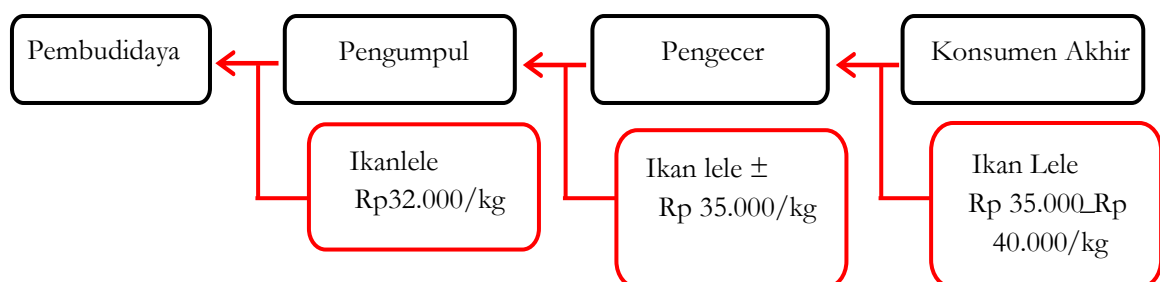 Pembudidaya
Pengumpul
Pengecer
Konsumen Akhir
Ikanlele
Rp32.000/kg
Ikan lele ±
Rp 35.000/kg
Ikan Lele
Rp 35.000_Rp
40.000/kg